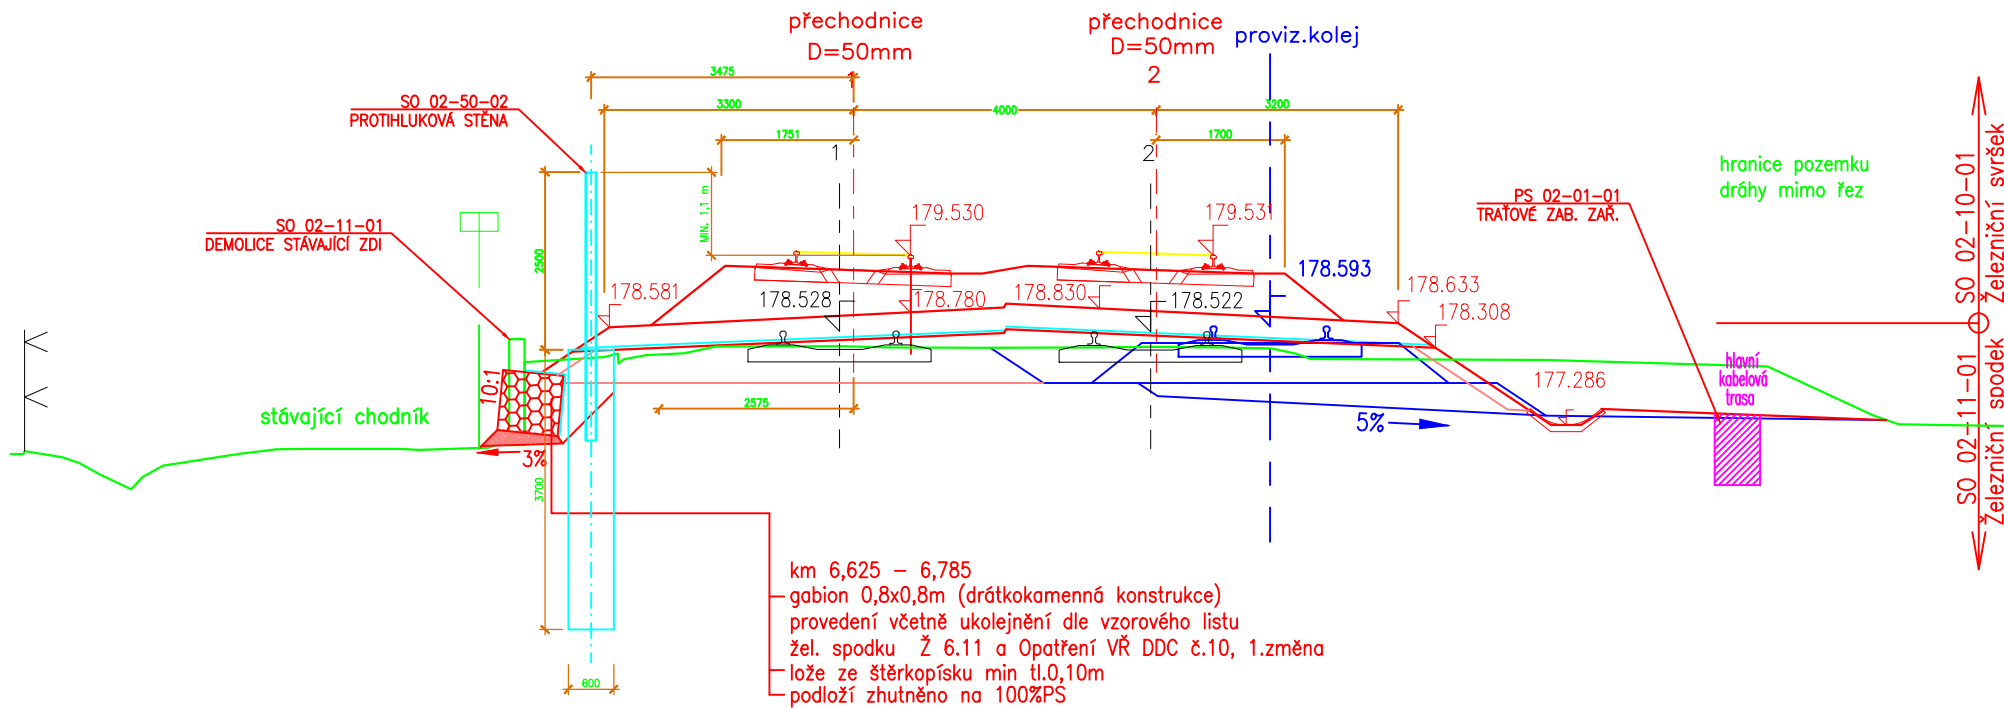 přechodnice
D=50mm
1
přechodnice
D=50mm
2
proviz.kolej
3475
3300
4000
3200
1751
1700
1
2
SO 02-50-02
PROTIHLUKOVÁ STĚNA
SO 02-11-01
DEMOLICE STÁVAJÍCÍ ZDI
MIN. 1,1 m
2500
179.530
179.531
178.593
178.581
178.528
178.780
178.830
178.522
178.633
178.308
177.286
PS 02-01-01
TRAŤOVÉ ZAB. ZAŘ.
hranice pozemku
dráhy mimo řez
SO 02-10-01
Železniční svršek
SO 02-11-01
Železniční spodek
hlavní
kabelová
trasa
10:1
stávající chodník
2575
5%
3%
3700
600
km 6,625 – 6,785
gabion 0,8x0,8m (drátkokamenná konstrukce)
provedení včetně ukolejnění dle vzorového listu
žel. spodku Ž 6.11 a Opatření VŘ DDC č.10, 1.změna
lože ze štěrkopísku min tl.0,10m
podloží zhutněno na 100%PS